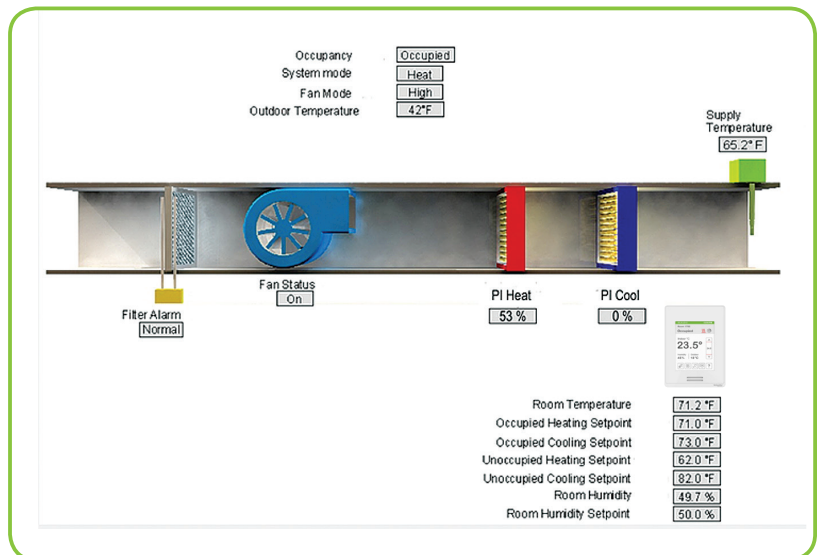 Occupancy Occupied
System mode Heat
Fan Mode High
Outdoor Temperature 42°F
Supply
Temperature
65.2° F
Fan Status
On
Filter Alarm
Normal
PI Heat
53 %
PI Cool
0 %
23.5°
Room Temperature 71.2 °F
Occupied Heating Setpoint 71.0 °F
Occupied Cooling Setpoint 73.0 °F
Unoccupied Heating Setpoint 62.0 °F
Unoccupied Cooling Setpoint 82.0 °F
Room Humidity 49.7 %
Room Humidity Setpoint 50.0 %